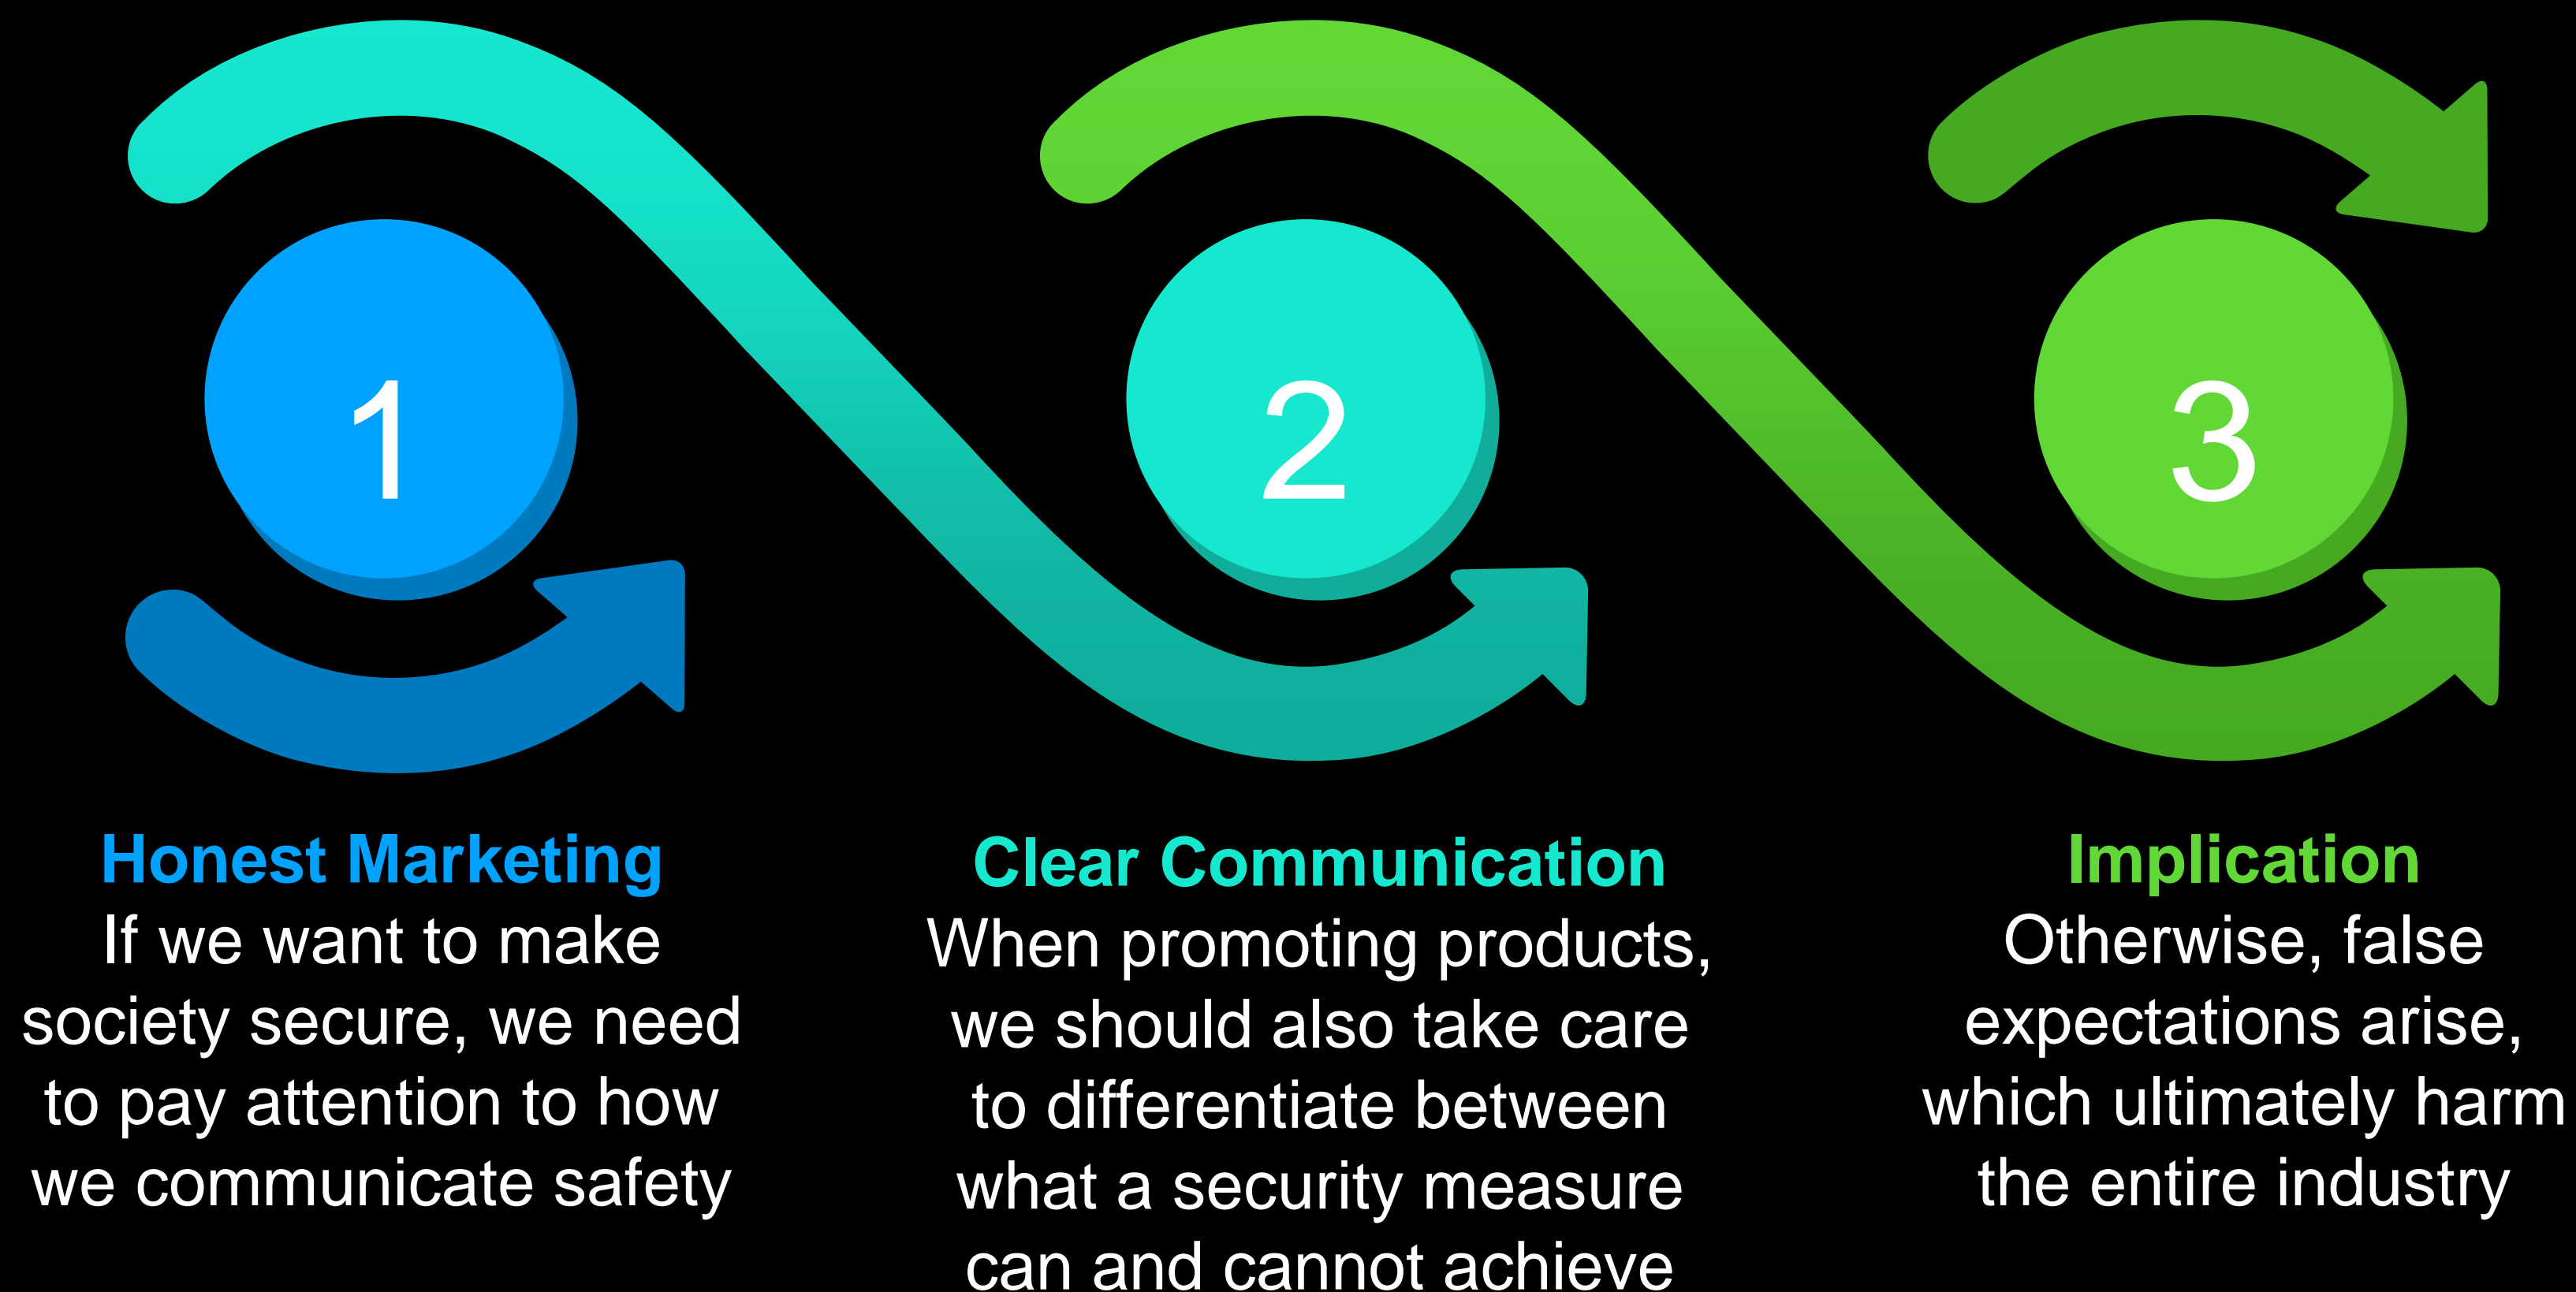 1
Honest Marketing
If we want to make
society secure, we need
to pay attention to how
we communicate safety
2
Clear Communication
When promoting products,
we should also take care
to differentiate between
what a security measure
can and cannot achieve
3
Implication
Otherwise, false
expectations arise,
which ultimately harm
the entire industry